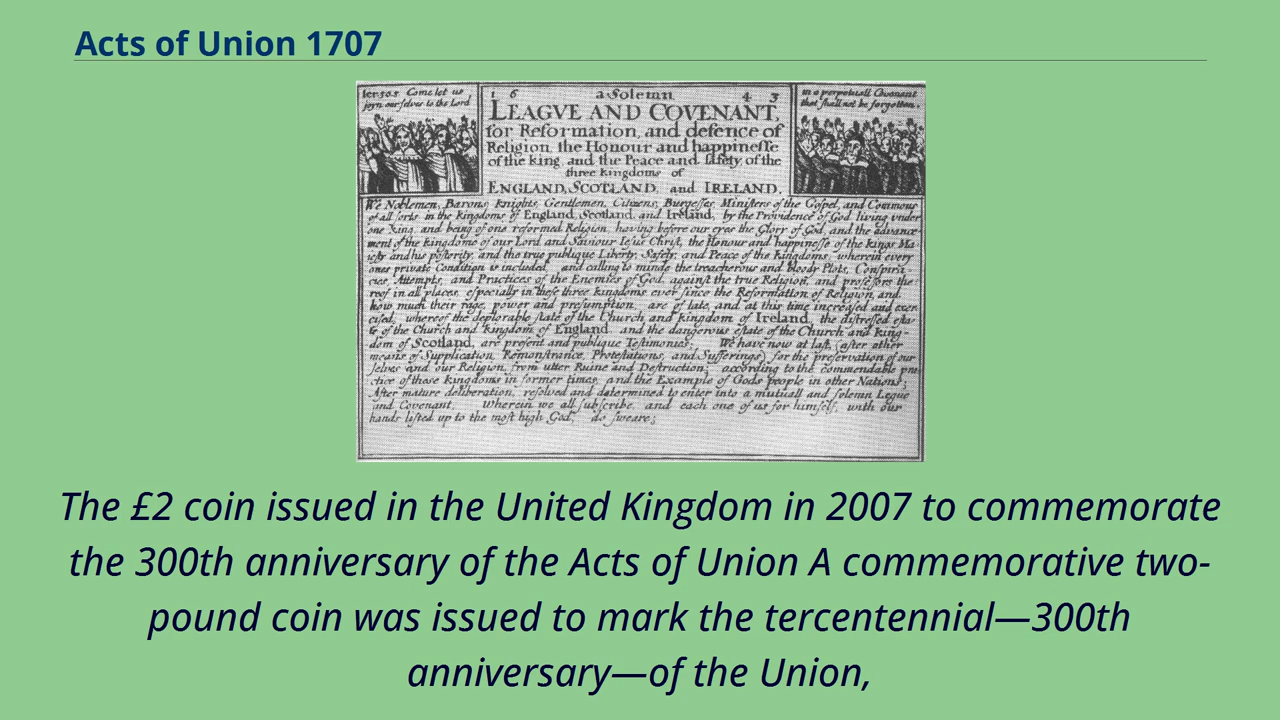 Acts of Union 1707
Ier 50.5 Come let us
joyn our selves to the Lord
1 6 a Solemn 4 3
LEAGVE AND COVENANT,
for Reformation, and defence of
Religion, the Honour and happinesse
of the king, and the Peace and safety of the
three kingdoms of
ENGLAND, SCOTLAND, and IRELAND.
in a perpetuall Covenant
that shall not be forgotten.
We Noblemen, Barons, Knights, Gentlemen, Citizens, Burgesses, Ministers of the Gospel, and Commons
of all sorts in the kingdoms of England, Scotland, and Ireland, by the Providence of God living under
one King, and being of one reformed Religion, having before our eyes the Glory of God, and the advance
ment of the kingdome of our Lord and Saviour Iesus Christ, the Honour and happinesse of the kings Ma
iesty and his posterity, and the true publique Liberty, Safety, and Peace of the Kingdoms, wherein every
ones private Condition is included, and calling to minde the treacherous and bloody Plots, Conspira
cies, Attempts, and Practices of the Enemies of God, against the true Religion, and professors the
reof in all places, especially in these three kingdoms ever since the Reformation of Religion, and
how much their rage, power and presumption, are of late, and at this time increased and exer
cised, whereof the deplorable state of the Church and kingdom of Ireland, the distressed esta
te of the Church and kingdom of England, and the dangerous estate of the Church and King
dom of Scotland, are present and publique Testimonies. We have now at last, (after other
means of Supplication, Remonstrance, Protestations, and Sufferings) for the preservation of our
selves and our Religion, from utter Ruine and Destruction, according to the commendable pra
ctice of these kingdoms in former times, and the Example of Gods people in other Nations,
After mature deliberation, resolved and determined to enter into a mutuall and solemn Legue
and Covenant, Wherein we all subscribe, and each one of us for himself, with our
hands lifted up to the most high God, do sweare;
The £2 coin issued in the United Kingdom in 2007 to commemorate
the 300th anniversary of the Acts of Union A commemorative two-
pound coin was issued to mark the tercentennial—300th
anniversary—of the Union,